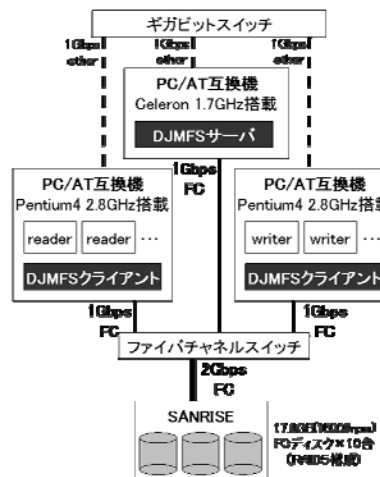 ギガビットスイッチ
1Gbps
ether
1Gbps
ether
1Gbps
ether
PC/AT互換機
Celeron 1.7GHz搭載
DJMFSサーバ
1Gbps
FC
PC/AT互換機
Pentium4 2.8GHz搭載
reader
reader
…
DJMFSクライアント
PC/AT互換機
Pentium4 2.8GHz搭載
writer
writer
…
DJMFSクライアント
1Gbps
FC
1Gbps
FC
ファイバチャネルスイッチ
2Gbps
FC
SANRISE
FCディスク×10台